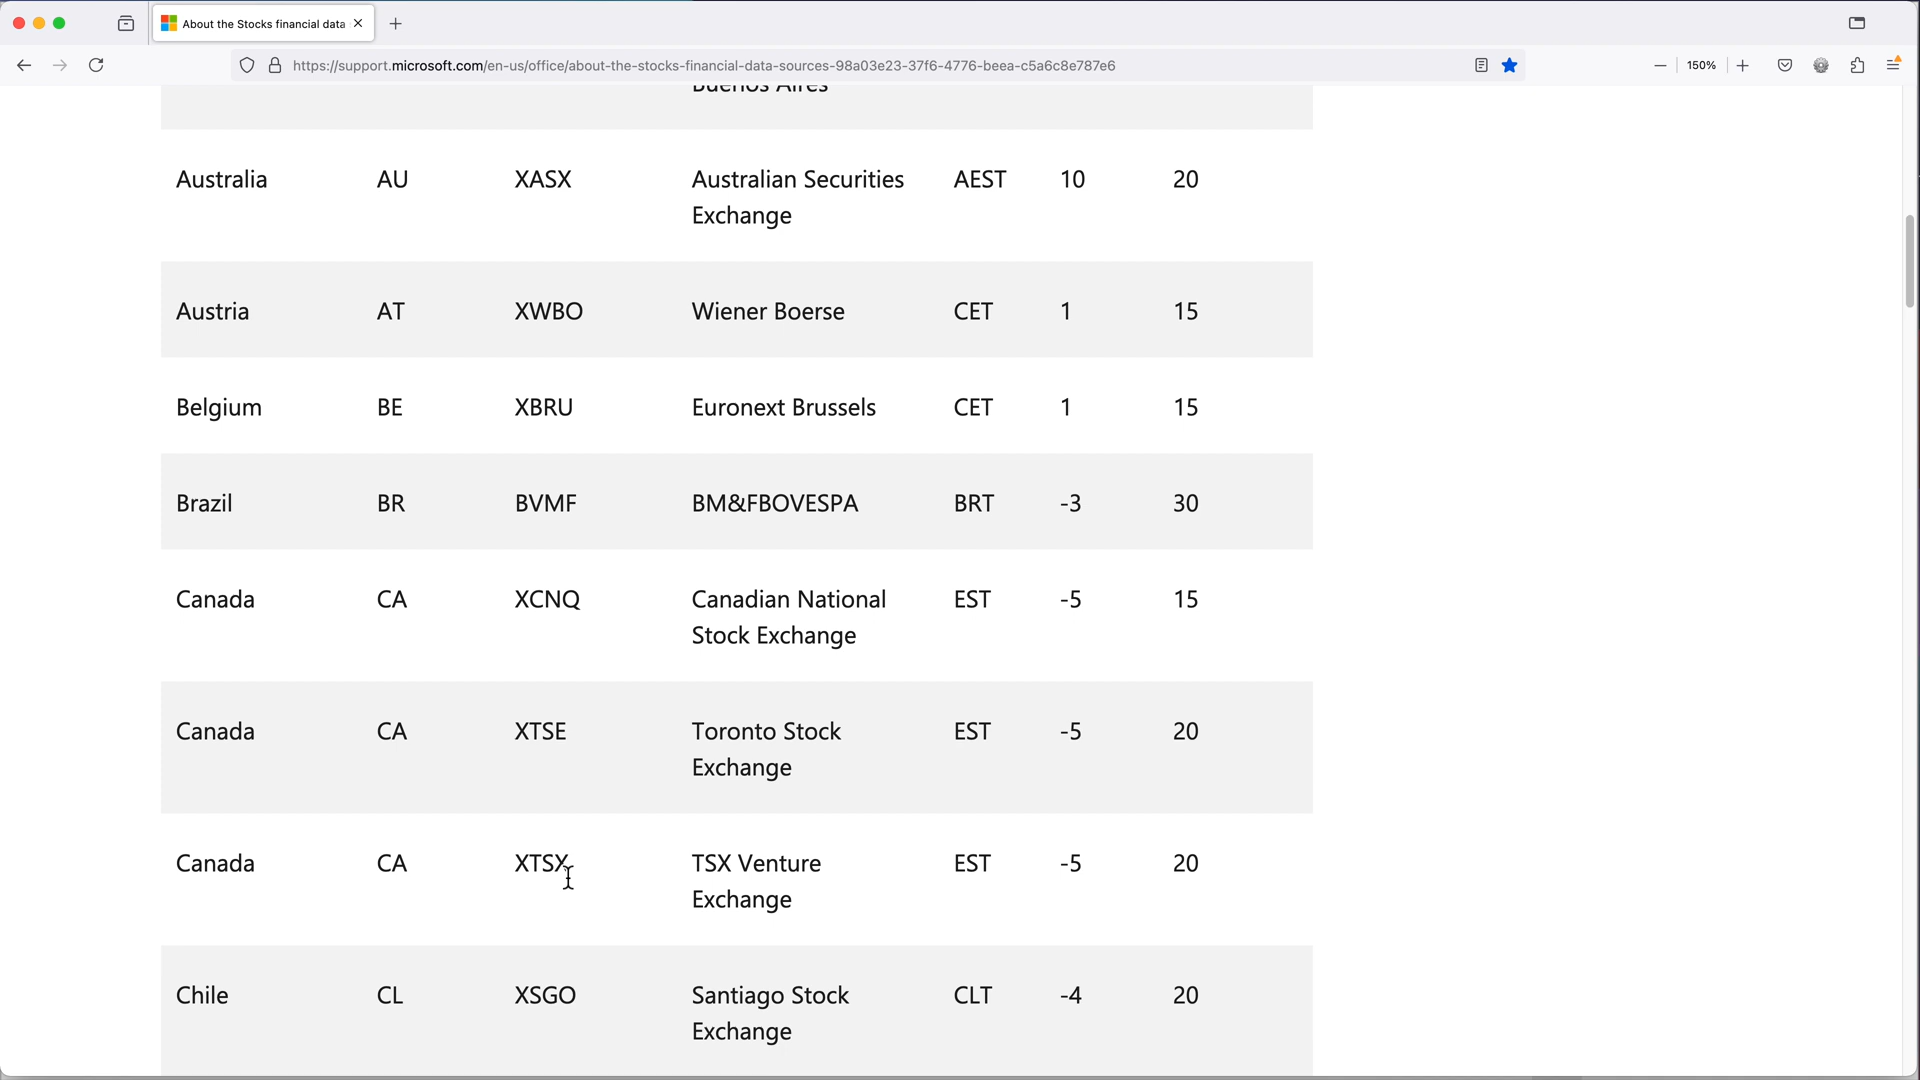 About the Stocks financial data
https://support.microsoft.com/en-us/office/about-the-stocks-financial-data-sources-98a03e23-37f6-4776-beea-c5a6c8e787e6
150%
Buenos Aires
Australia AU XASX Australian Securities AEST 10 20
Exchange
Austria AT XWBO Wiener Boerse CET 1 15
Belgium BE XBRU Euronext Brussels CET 1 15
Brazil BR BVMF BM&FBOVESPA BRT -3 30
Canada CA XCNQ Canadian National EST -5 15
Stock Exchange
Canada CA XTSE Toronto Stock EST -5 20
Exchange
Canada CA XTSX TSX Venture EST -5 20
Exchange
Chile CL XSGO Santiago Stock CLT -4 20
Exchange